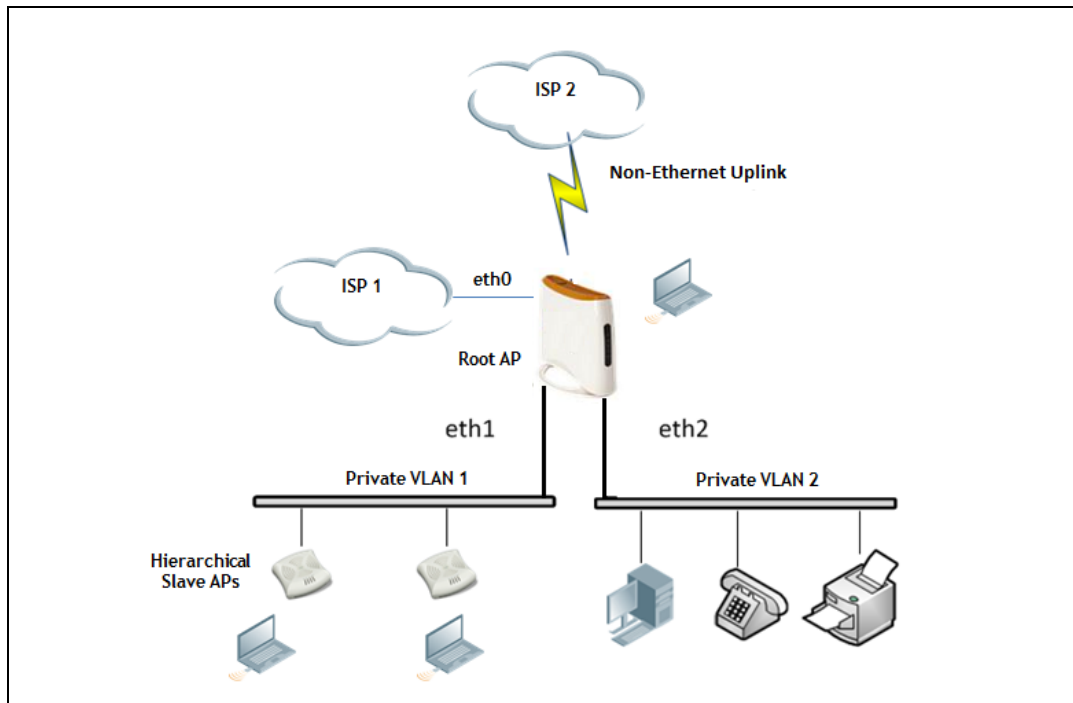 ISP 2
Non-Ethernet Uplink
ISP 1
eth0
Root AP
eth1
eth2
Private VLAN 1
Private VLAN 2
Hierarchical
Slave APs